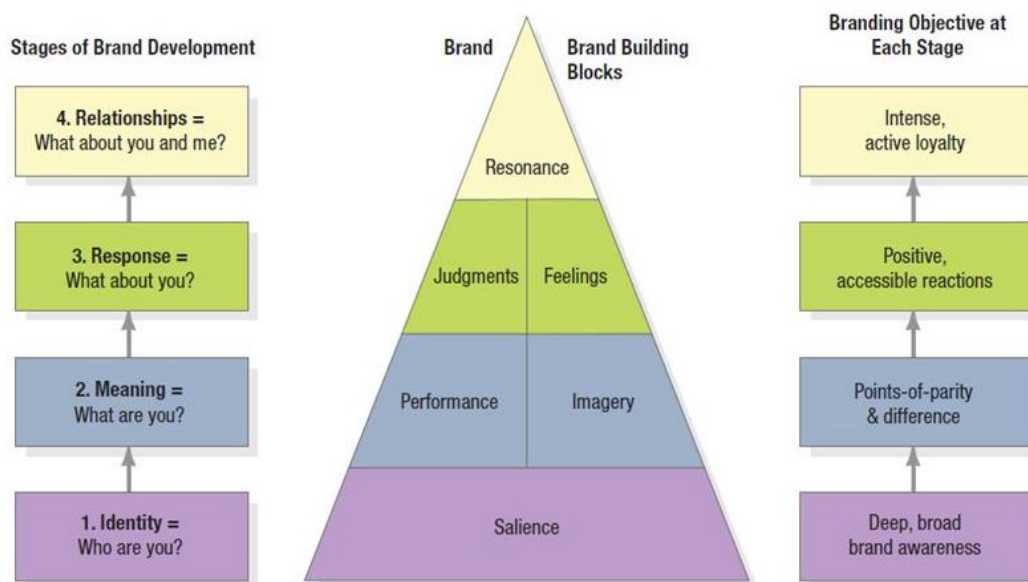 Stages of Brand Development
4. Relationships =
What about you and me?
3. Response =
What about you?
2. Meaning =
What are you?
1. Identity =
Who are you?
Brand
Brand Building
Blocks
Resonance
Judgments
Feelings
Performance
Imagery
Salience
Branding Objective at
Each Stage
Intense,
active loyalty
Positive,
accessible reactions
Points-of-parity
& difference
Deep, broad
brand awareness